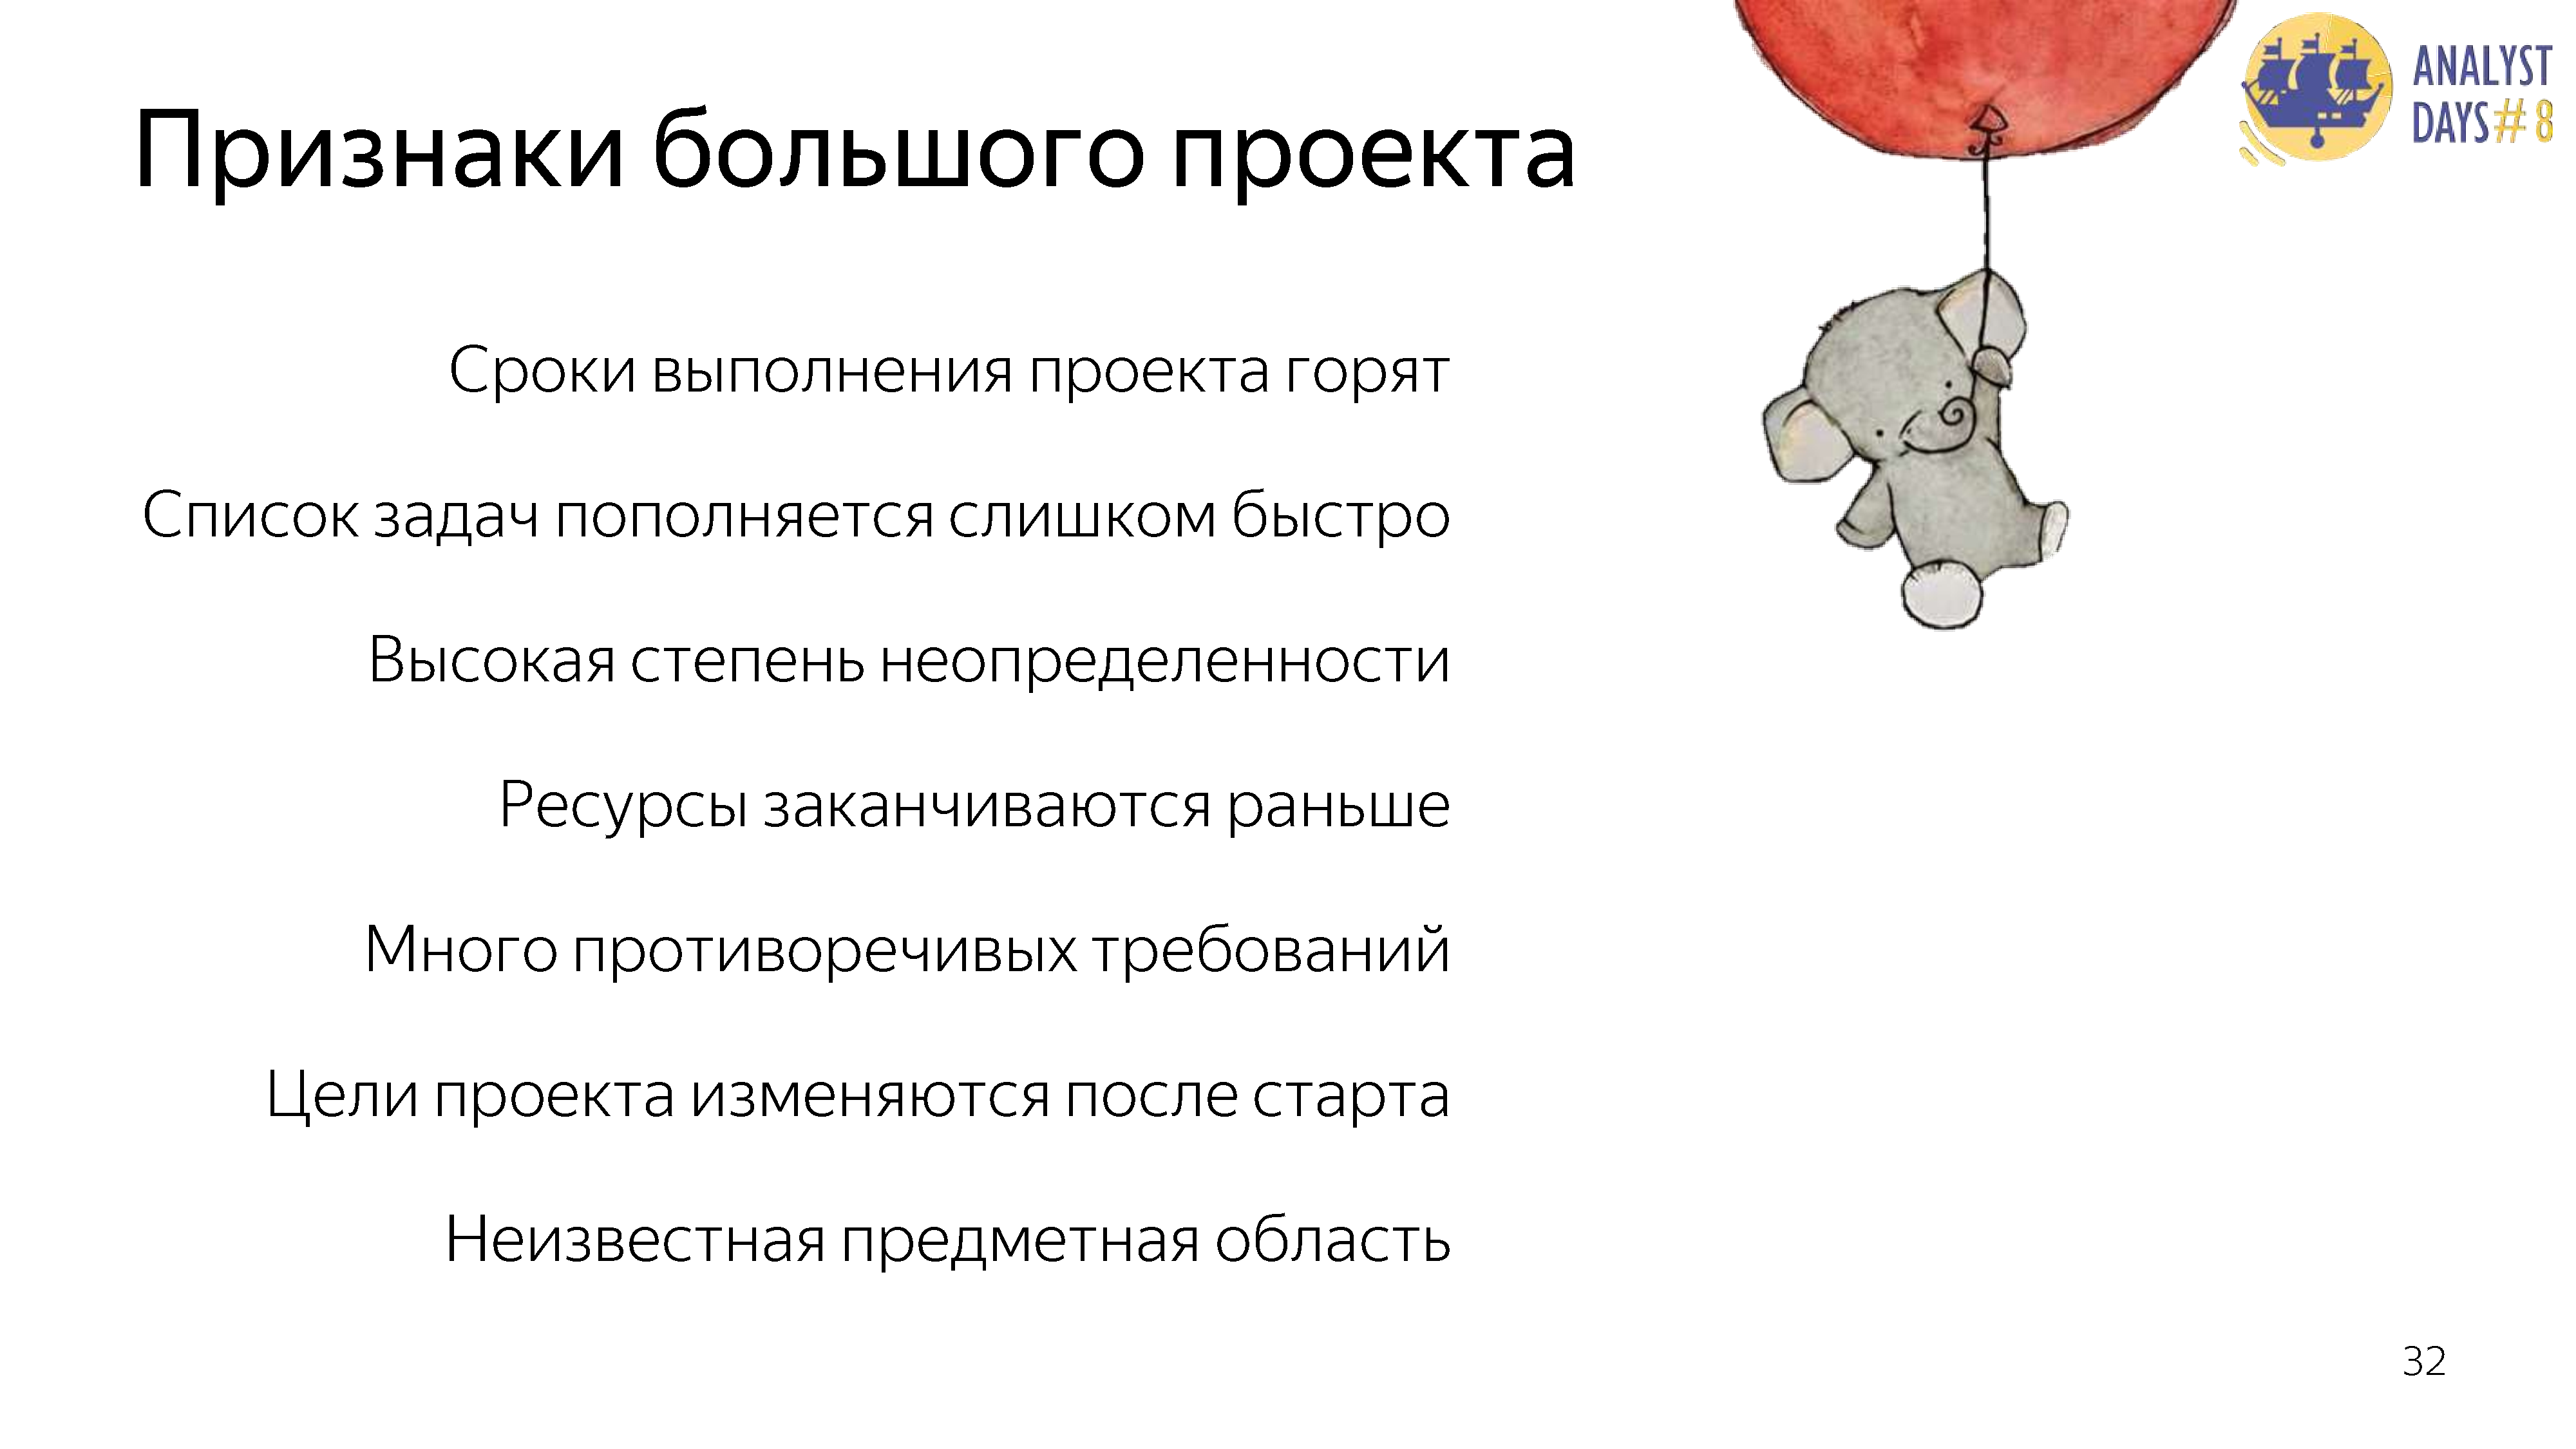 Признаки большого проекта
ANALYST
DAYS # 8
Сроки выполнения проекта горят
Список задач пополняется слишком быстро
Высокая степень неопределенности
Ресурсы заканчиваются раньше
Много противоречивых требований
Цели проекта изменяются после старта
Неизвестная предметная область
32